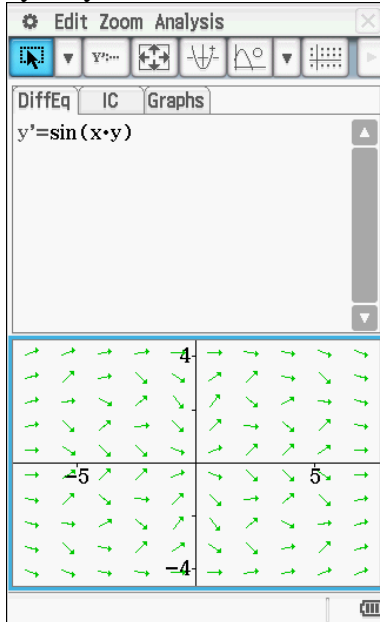 Edit Zoom Analysis
Y":...
DiffEq IC Graphs
y'=sin(x·y)
4
-5 5
-4